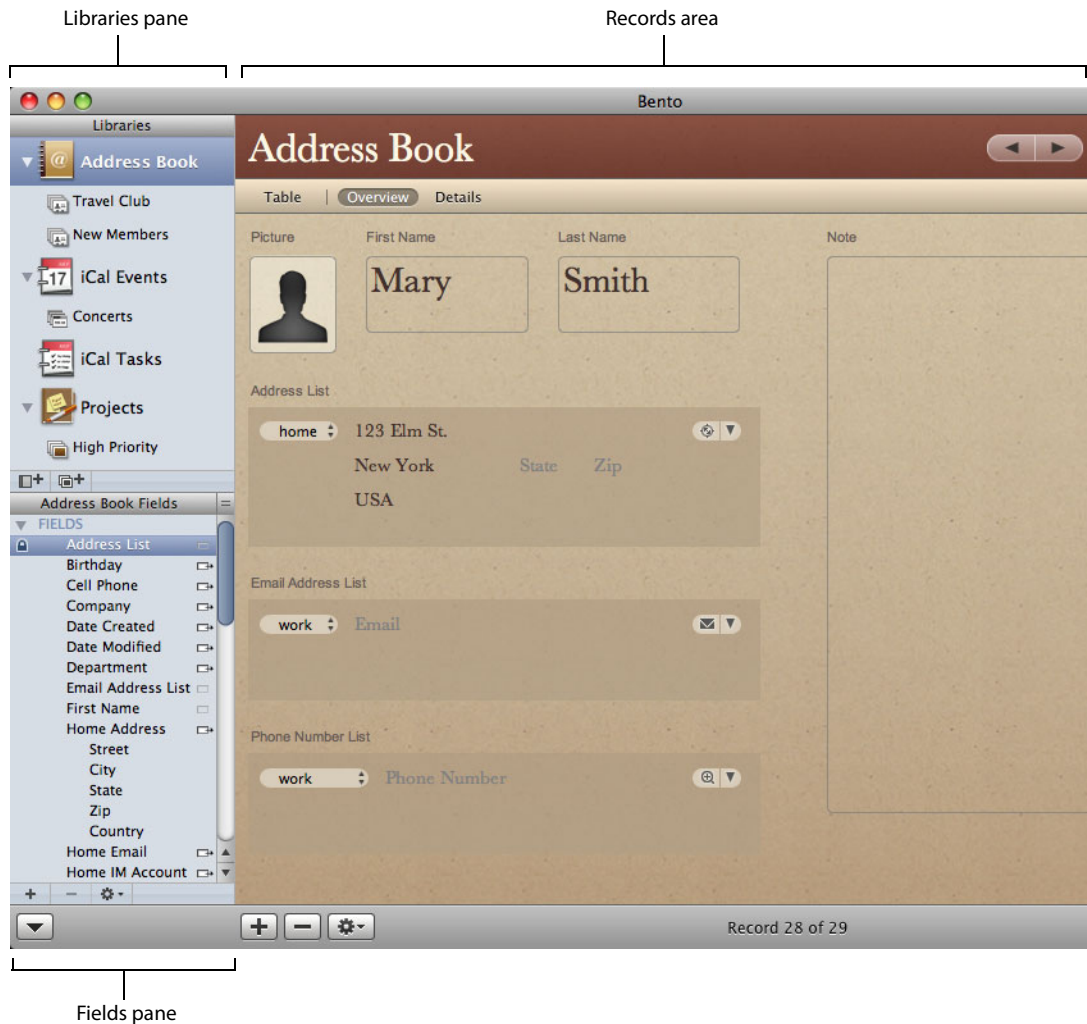 Libraries pane
Records area
Bento
Libraries
Address Book
Travel Club
New Members
17 iCal Events
Concerts
iCal Tasks
Projects
High Priority
Address Book Fields
FIELDS
Address List
Birthday
Cell Phone
Company
Date Created
Date Modified
Department
Email Address List
First Name
Home Address
Street
City
State
Zip
Country
Home Email
Home IM Account
Address Book
Table | Overview Details
Picture First Name Last Name Note
Mary Smith
Address List
home 123 Elm St.
New York State Zip
USA
Email Address List
work Email
Phone Number List
work Phone Number
Record 28 of 29
Fields pane